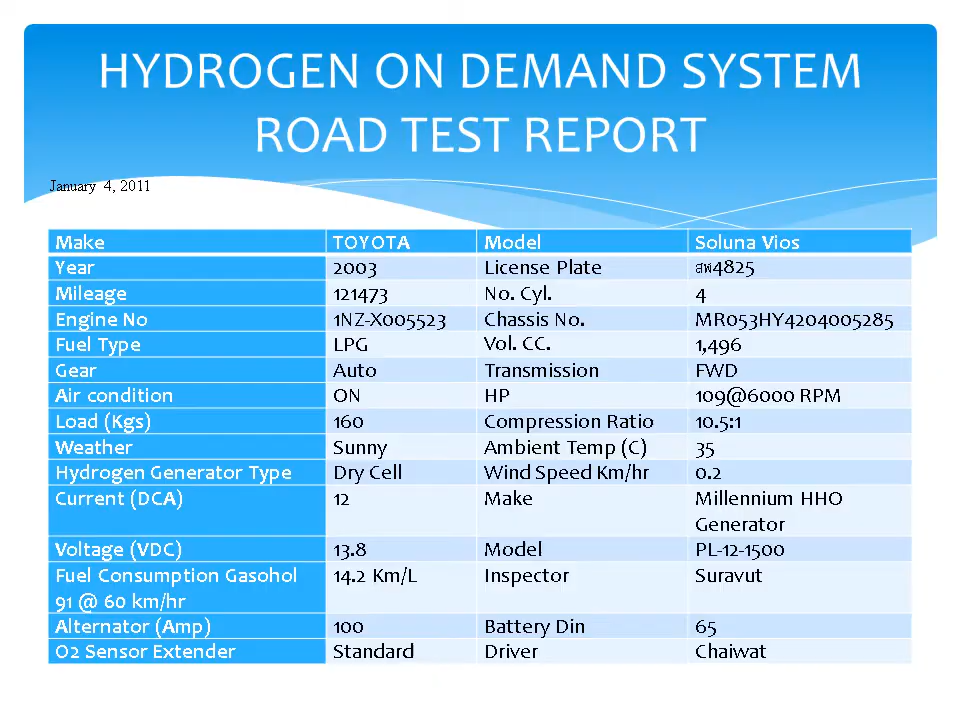 HYDROGEN ON DEMAND SYSTEM
ROAD TEST REPORT
January 4, 2011
Make TOYOTA Model Soluna Vios
Year 2003 License Plate สพ4825
Mileage 121473 No. Cyl. 4
Engine No 1NZ-X005523 Chassis No. MR053HY4204005285
Fuel Type LPG Vol. CC. 1,496
Gear Auto Transmission FWD
Air condition ON HP 109@6000 RPM
Load (Kgs) 160 Compression Ratio 10.5:1
Weather Sunny Ambient Temp (C) 35
Hydrogen Generator Type Dry Cell Wind Speed Km/hr 0.2
Current (DCA) 12 Make Millennium HHO
Generator
Voltage (VDC) 13.8 Model PL-12-1500
Fuel Consumption Gasohol 14.2 Km/L Inspector Suravut
91 @ 60 km/hr
Alternator (Amp) 100 Battery Din 65
O2 Sensor Extender Standard Driver Chaiwat